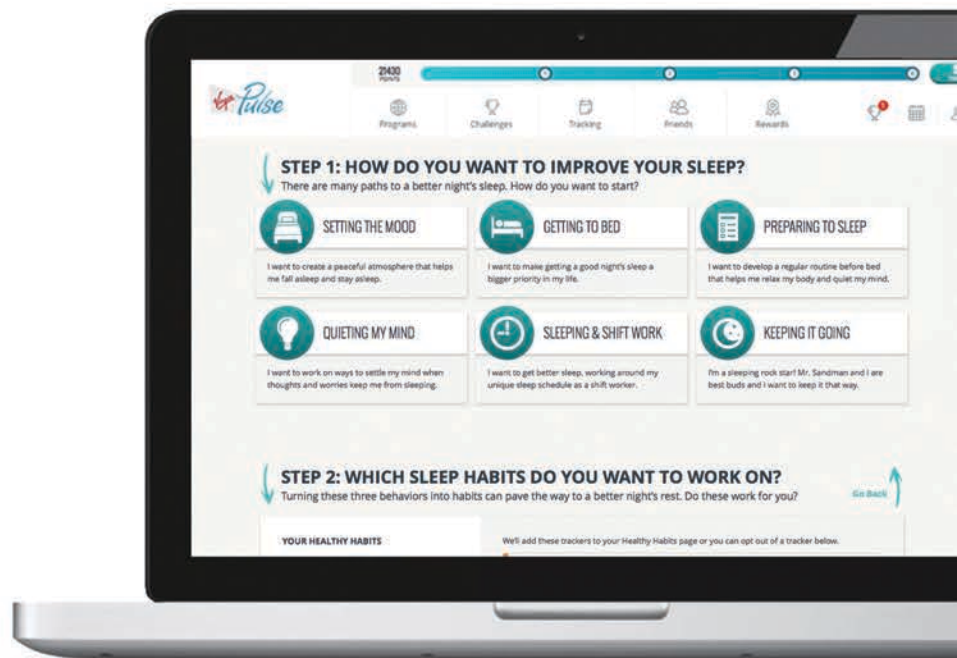 21430
POINTS
Virgin Pulse
Programs
Challenges
Tracking
Friends
Rewards
STEP 1: HOW DO YOU WANT TO IMPROVE YOUR SLEEP?
There are many paths to a better night's sleep. How do you want to start?
SETTING THE MOOD
I want to create a peaceful atmosphere that helps
me fall asleep and stay asleep.
GETTING TO BED
I want to make getting a good night's sleep a
bigger priority in my life.
PREPARING TO SLEEP
I want to develop a regular routine before bed
that helps me relax my body and quiet my mind.
QUIETING MY MIND
I want to work on ways to settle my mind when
thoughts and worries keep me from sleeping.
SLEEPING & SHIFT WORK
I want to get better sleep, working around my
unique sleep schedule as a shift worker.
KEEPING IT GOING
I'm a sleeping rock star! Mr. Sandman and I are
best buds and I want to keep it that way.
STEP 2: WHICH SLEEP HABITS DO YOU WANT TO WORK ON?
Turning these three behaviors into habits can pave the way to a better night's rest. Do these work for you?
Go Back
YOUR HEALTHY HABITS
We'll add these trackers to your Healthy Habits page or you can opt out of a tracker below.